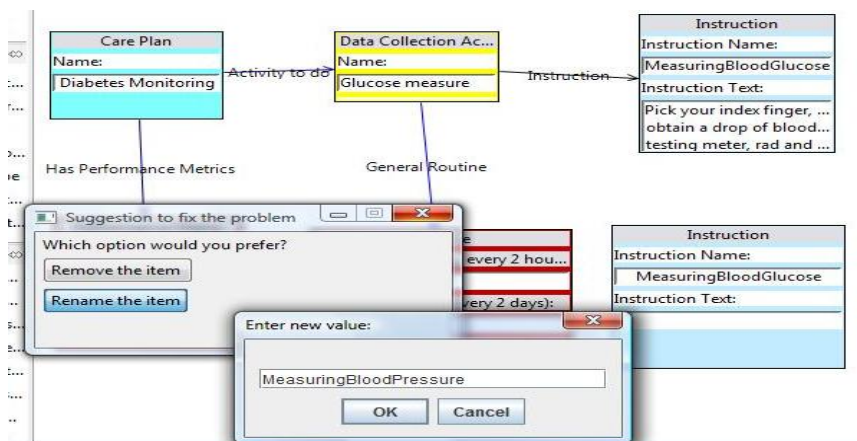 Care Plan
Name:
Diabetes Monitoring
Activity to do
Data Collection Ac...
Name:
Glucose measure
Instruction
Instruction
Instruction Name:
MeasuringBloodGlucose
Instruction Text:
Pick your index finger, ...
obtain a drop of blood...
testing meter, rad and ...
Has Performance Metrics
General Routine
Suggestion to fix the problem
Which option would you prefer?
Remove the item
Rename the item
every 2 hou...
very 2 days):
Instruction
Instruction Name:
MeasuringBloodGlucose
Instruction Text:
Enter new value:
MeasuringBloodPressure
OK
Cancel